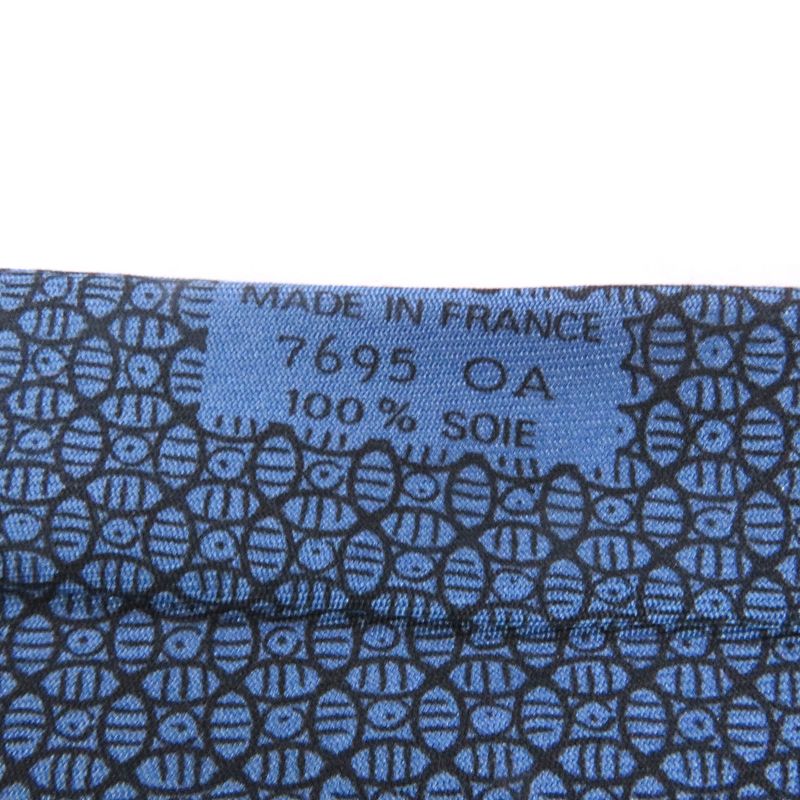 MADE IN FRANCE
7695 OA
100% SOIE